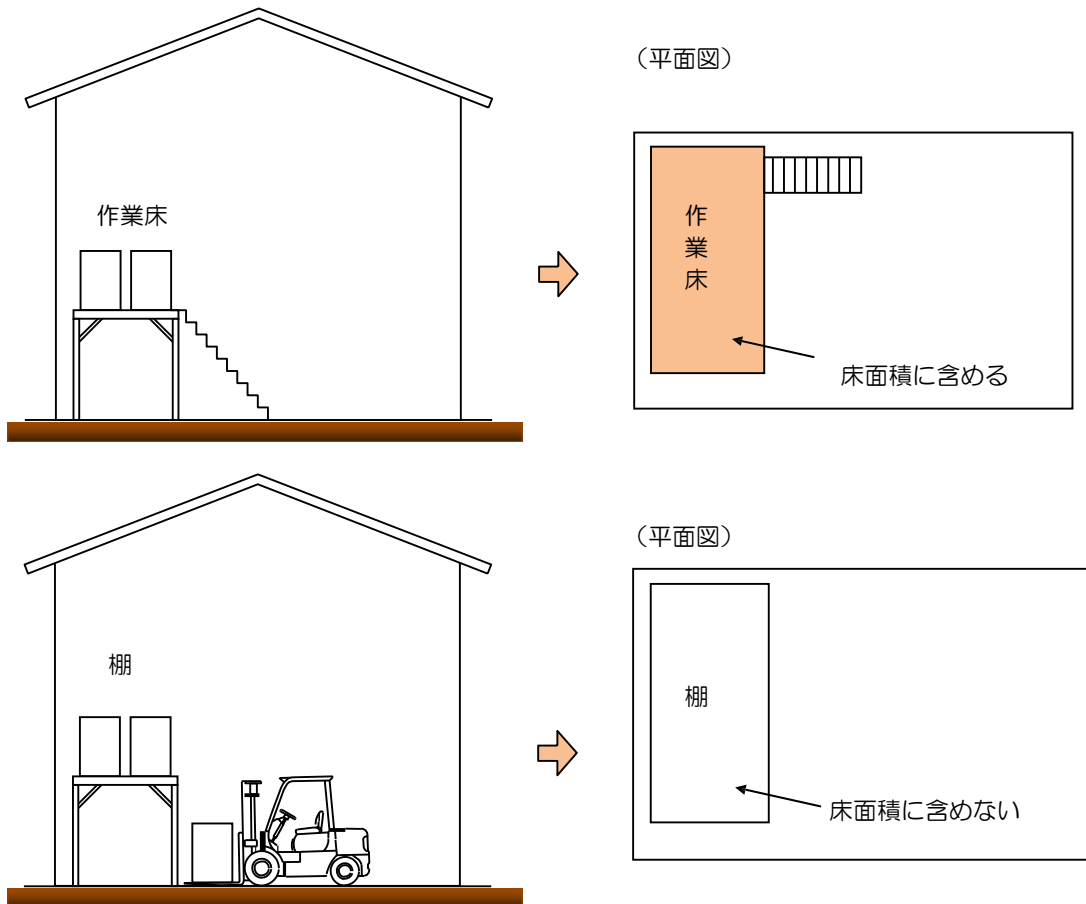 （平面図）
作業床
作業床
床面積に含める
（平面図）
棚
棚
床面積に含めない